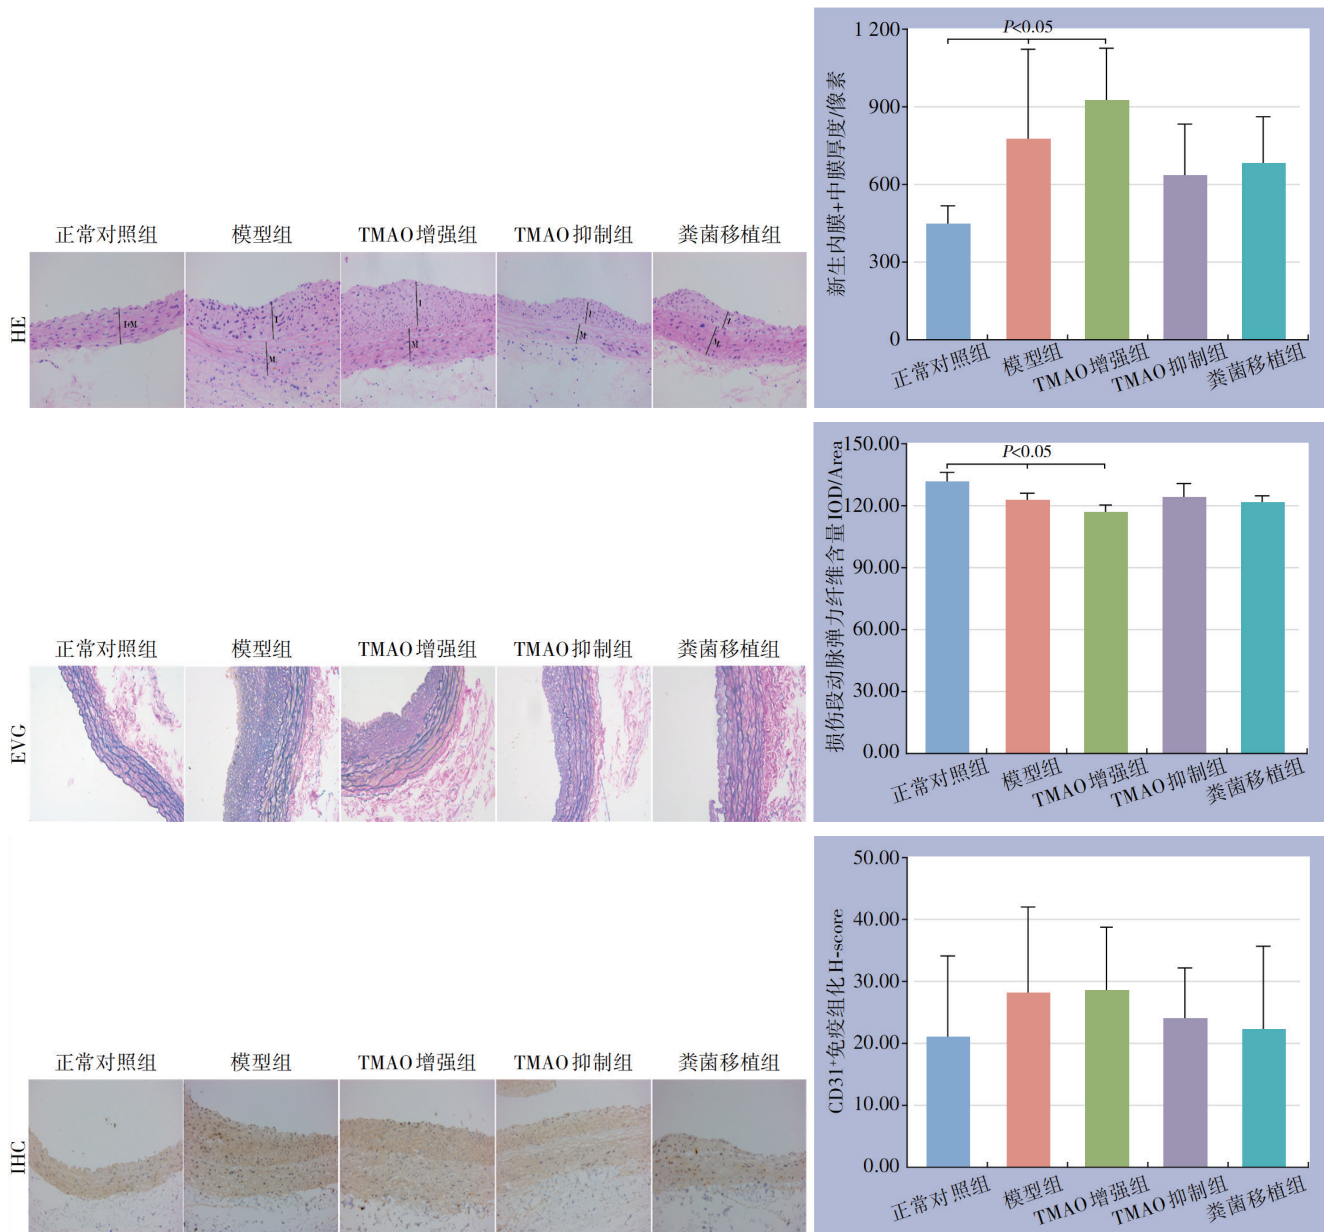 正常对照组 模型组 TMAO增强组 TMAO抑制组 粪菌移植组
HE
I+M
I
M
I
M
I
M
I
M
新生内膜+中膜厚度/像素
P<0.05
1 200
900
600
300
0
正常对照组
模型组
TMAO增强组
TMAO抑制组
粪菌移植组
正常对照组 模型组 TMAO增强组 TMAO抑制组 粪菌移植组
EVG
损伤段动脉弹力纤维含量IOD/Area
P<0.05
150.00
120.00
90.00
60.00
30.00
0.00
正常对照组
模型组
TMAO增强组
TMAO抑制组
粪菌移植组
正常对照组 模型组 TMAO增强组 TMAO抑制组 粪菌移植组
IHC
CD31⁺免疫组化H-score
50.00
40.00
30.00
20.00
10.00
0.00
正常对照组
模型组
TMAO增强组
TMAO抑制组
粪菌移植组